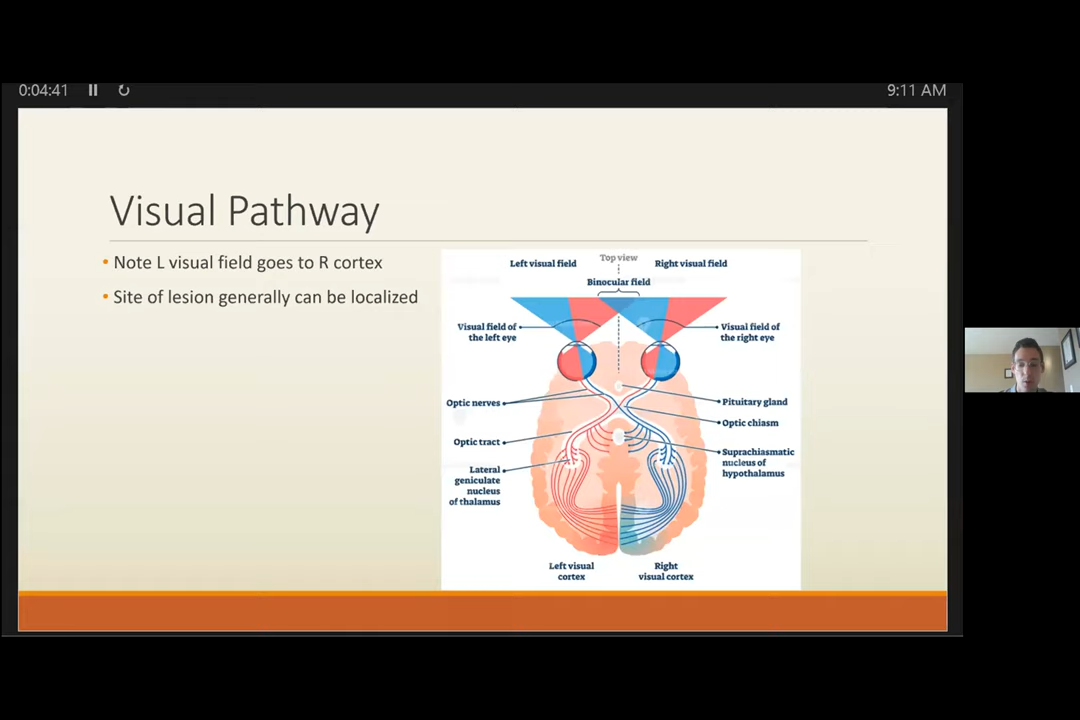 0:04:41
9:11 AM
Visual Pathway
• Note L visual field goes to R cortex
• Site of lesion generally can be localized
Top view
Left visual field
Right visual field
Binocular field
Visual field of
the left eye
Visual field of
the right eye
Optic nerves
Pituitary gland
Optic chiasm
Optic tract
Suprachiasmatic
nucleus of
hypothalamus
Lateral
geniculate
nucleus
of thalamus
Left visual
cortex
Right
visual cortex